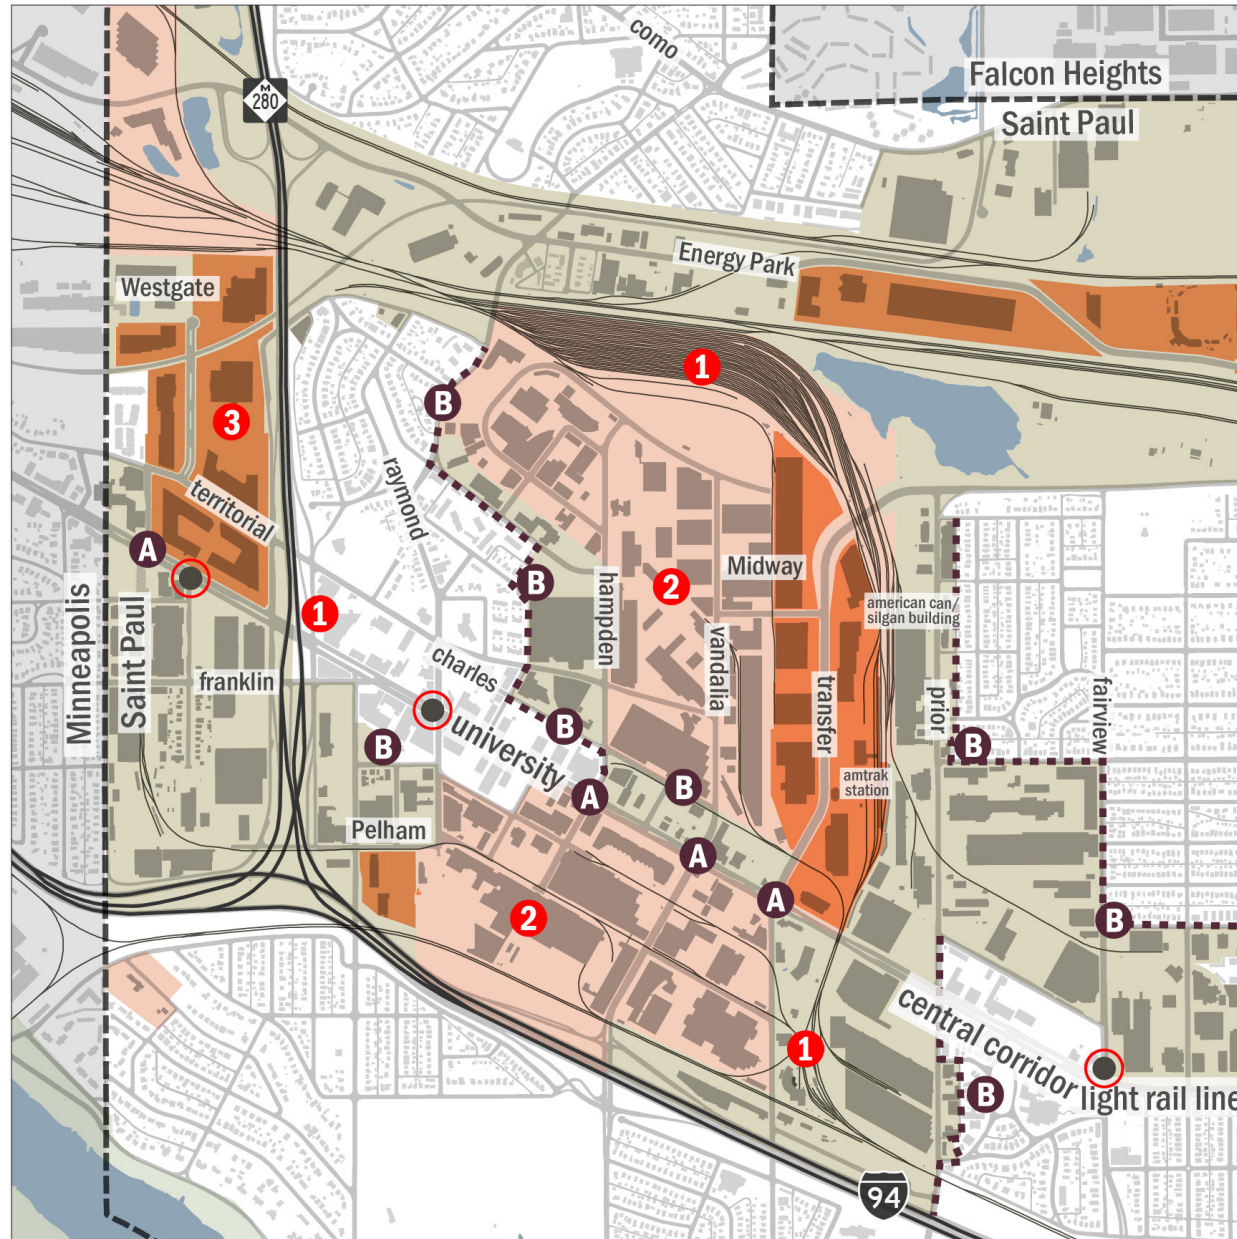 como
Falcon Heights
Saint Paul
M
280
Energy Park
Westgate
1
B
3
raymond
territorial
A
B
hampden
2
Midway
american can/
silgan building
1
Minneapolis
Saint Paul
franklin
charles
vandalia
transfer
prior
fairview
university
B
B
B
amtrak
station
A
B
Pelham
A
A
2
B
central corridor
light rail line
1
B
94